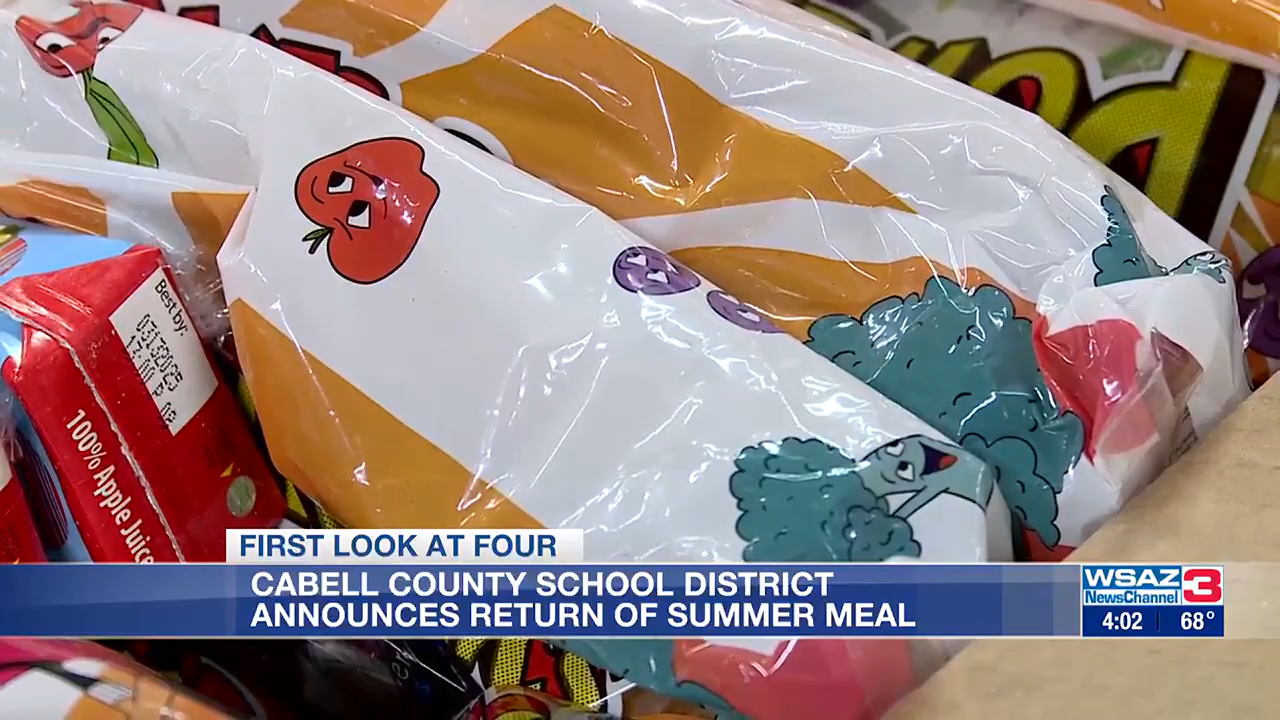 Best by:
100% Apple Juice
FIRST LOOK AT FOUR
CABELL COUNTY SCHOOL DISTRICT
ANNOUNCES RETURN OF SUMMER MEAL
WSAZ 3
NewsChannel
4:02 68°